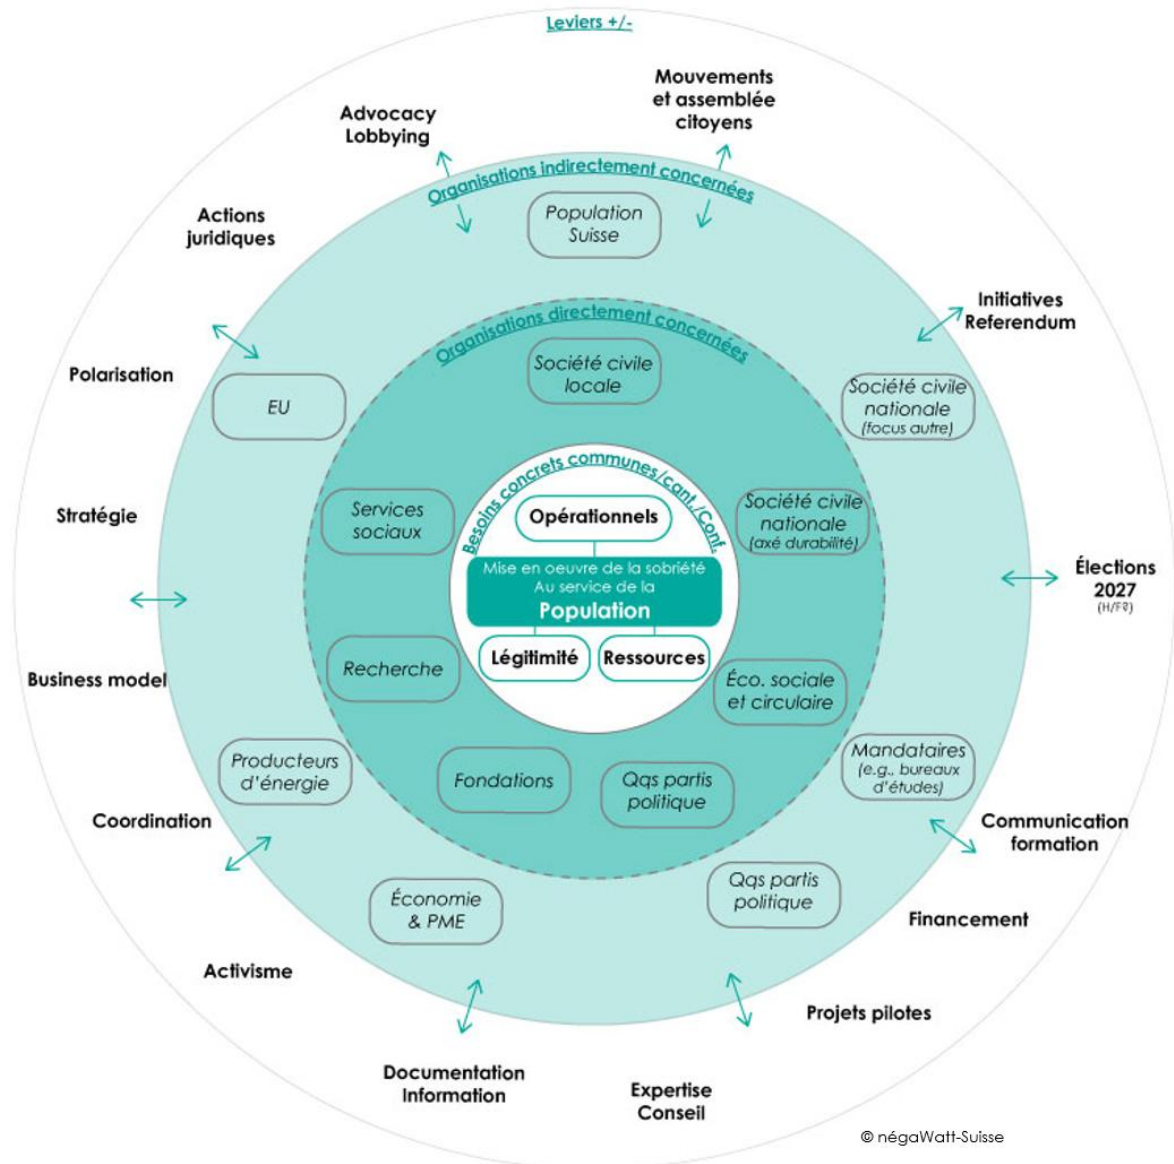 Leviers +/-
Mouvements
et assemblée
citoyens
Advocacy
Lobbying
Organisations indirectement concernées
Population
Suisse
Actions
juridiques
Initiatives
Referendum
Organisations directement concernées
Société civile
locale
Polarisation
EU
Société civile
nationale
(focus autre)
Besoins concrets communes/cant./Conf.
Services
sociaux
Opérationnels
Société civile
nationale
(axé durabilité)
Stratégie
Mise en oeuvre de la sobriété
Au service de la
Population
Élections
2027
(H/F♀)
Légitimité
Ressources
Recherche
Éco. sociale
et circulaire
Business model
Producteurs
d'énergie
Fondations
Qqs partis
politique
Mandataires
(e.g., bureaux
d'études)
Coordination
Communication
formation
Économie
& PME
Qqs partis
politique
Financement
Activisme
Projets pilotes
Documentation
Information
Expertise
Conseil
© négaWatt-Suisse